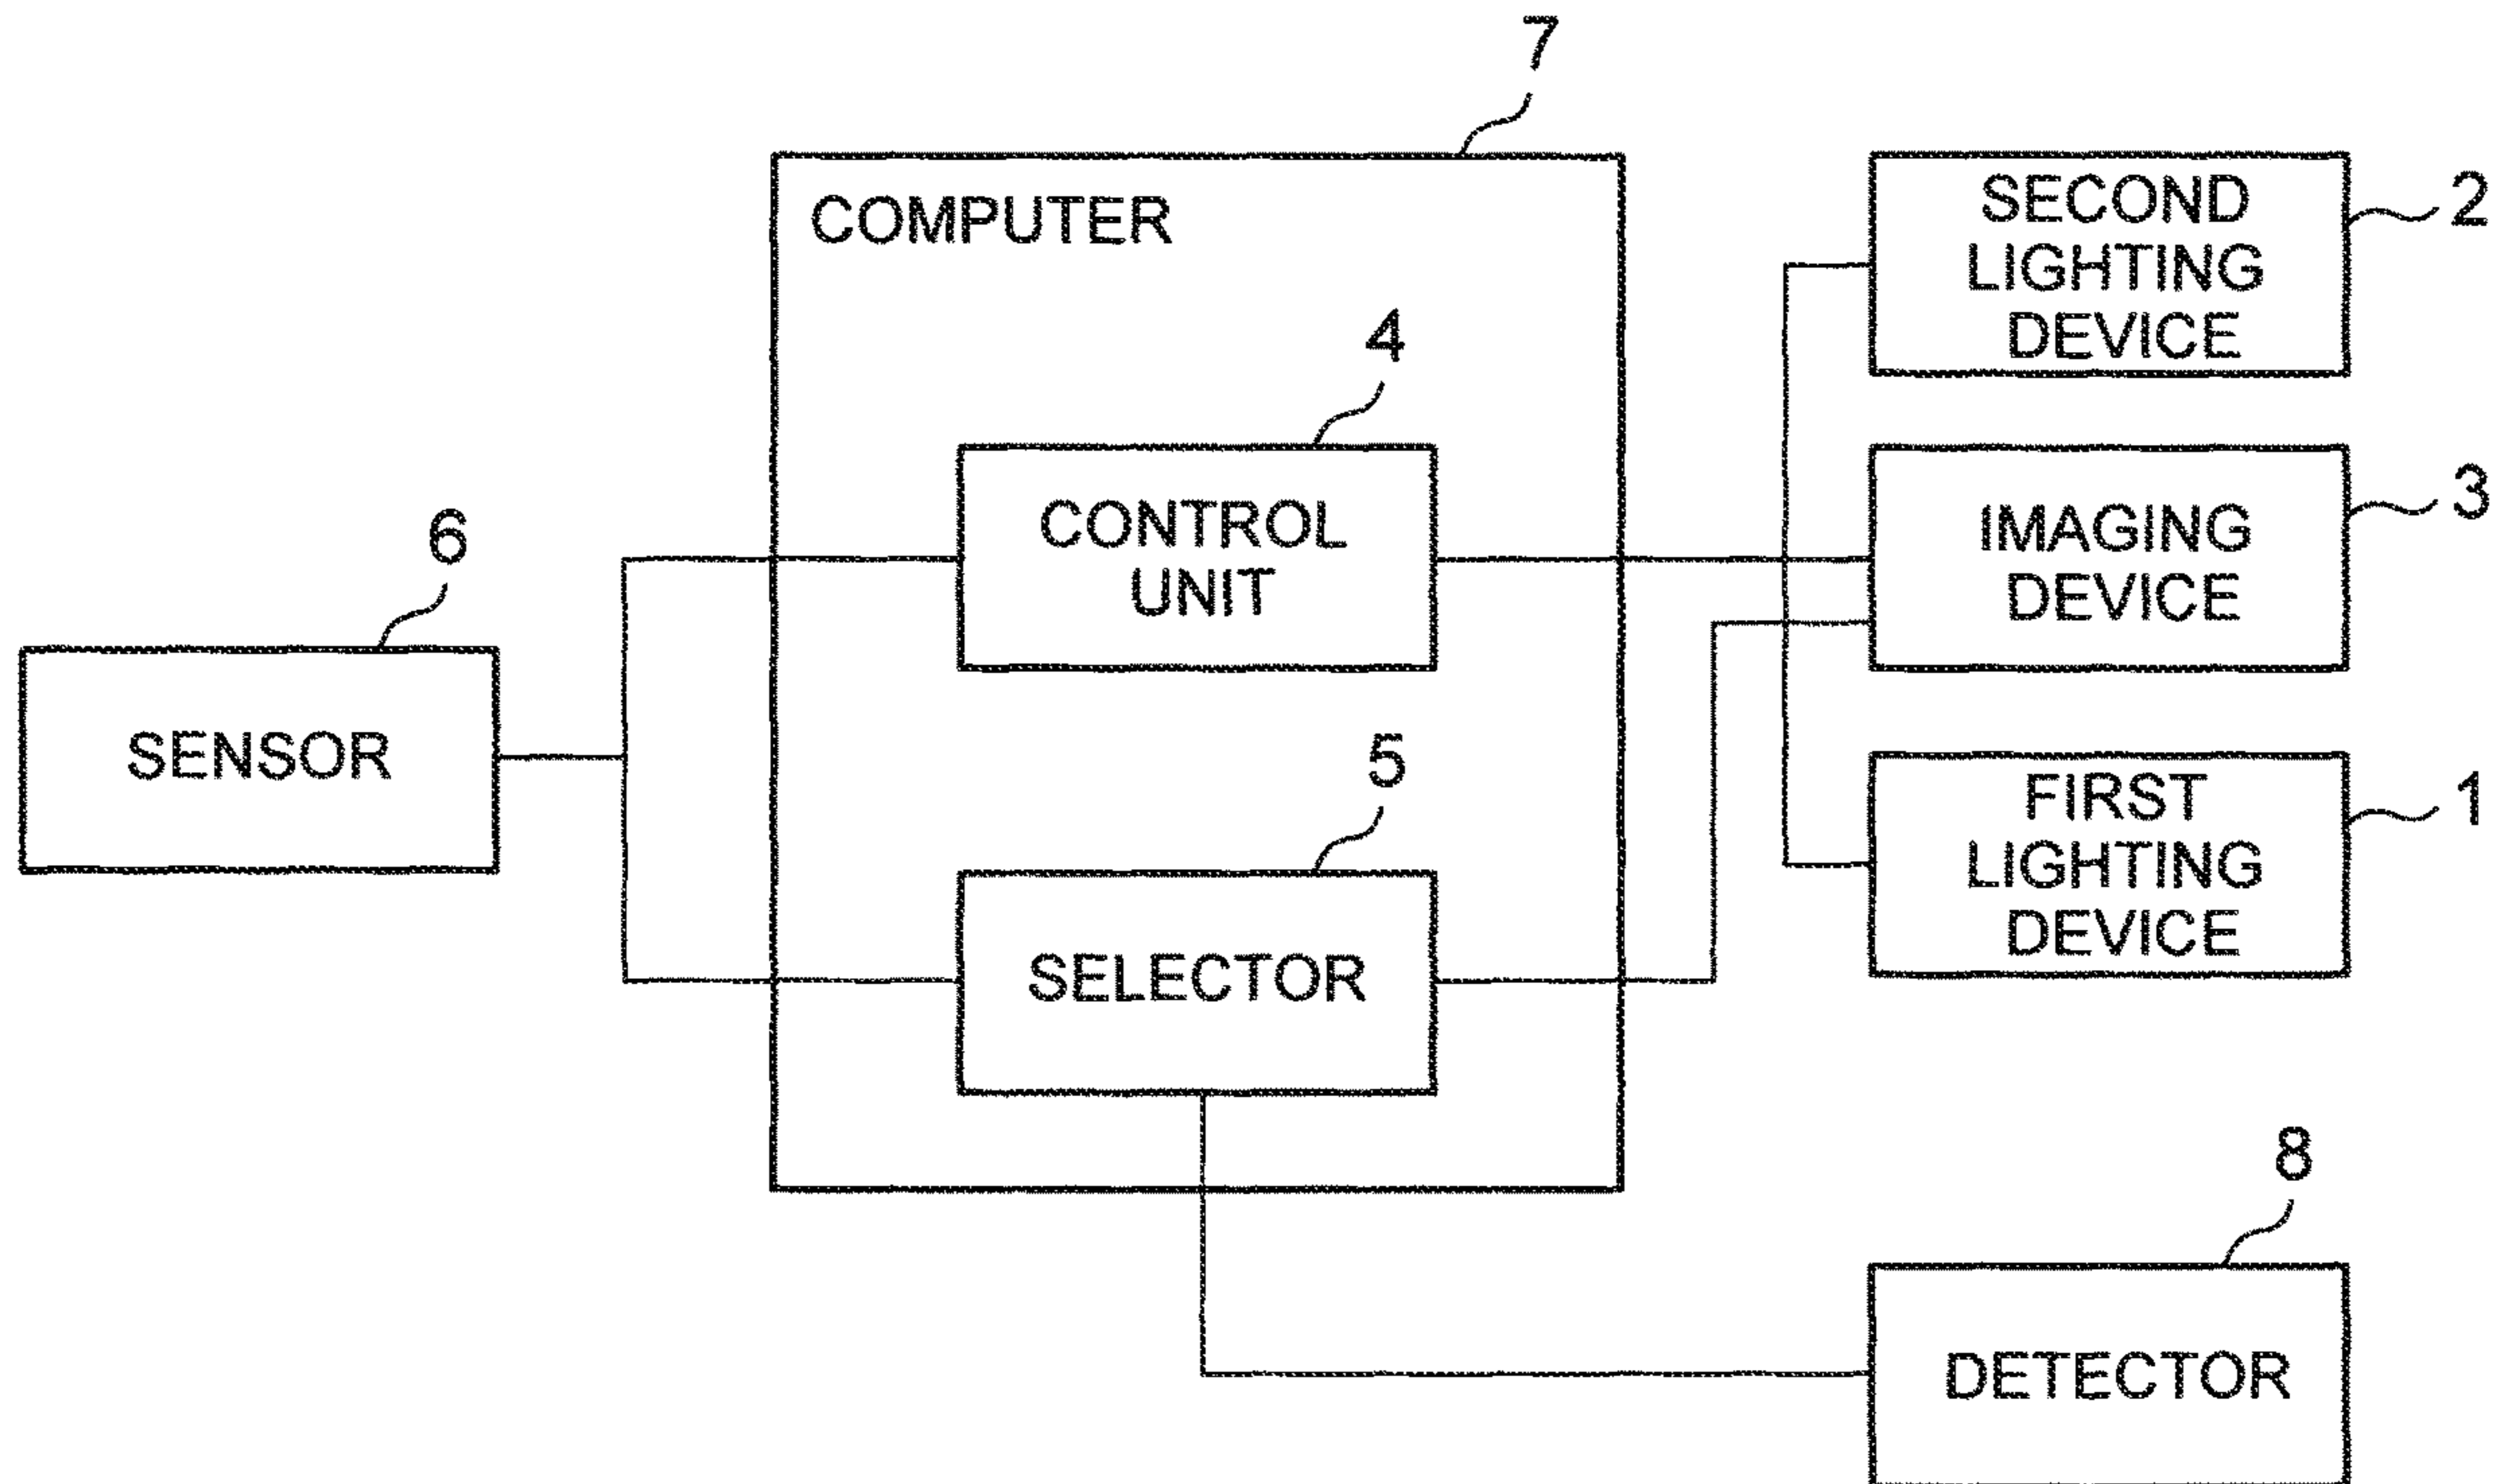 7
COMPUTER
SECOND
LIGHTING
DEVICE
2
4
CONTROL
UNIT
IMAGING
DEVICE
3
6
SENSOR
5
SELECTOR
FIRST
LIGHTING
DEVICE
1
8
DETECTOR